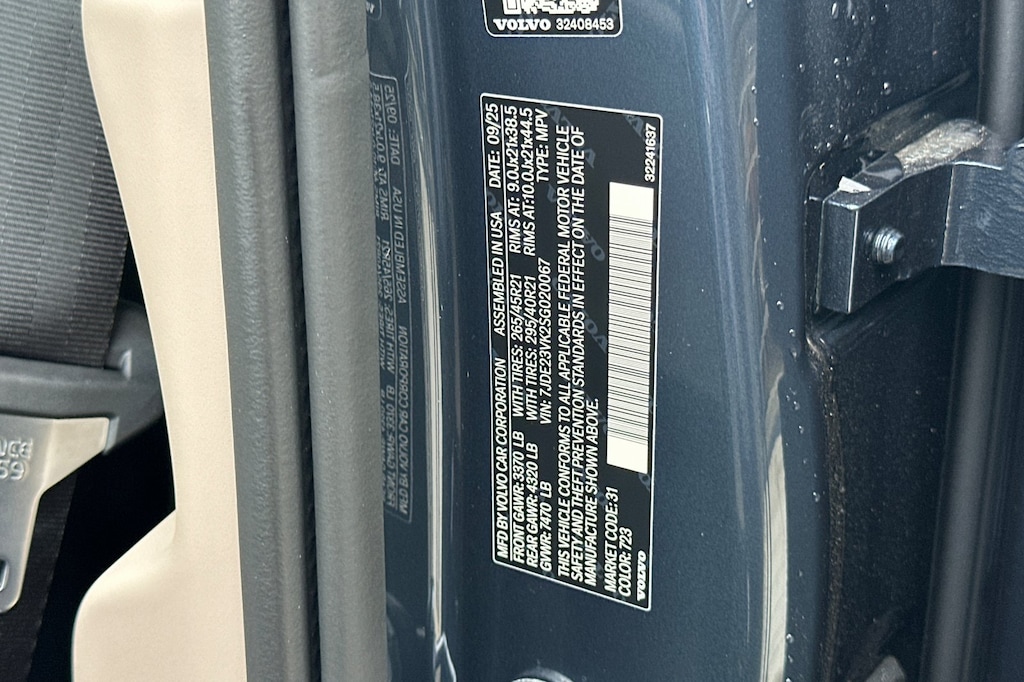 VOLVO 32408453
MFD BY VOLVO CAR CORPORATION ASSEMBLED IN USA DATE: 09/25
FRONT GAWR: 3370 LB WITH TIRES: 265/45R21 RIMS AT: 9.0Jx21x38.5
REAR GAWR: 4320 LB WITH TIRES: 295/40R21 RIMS AT:10.0Jx21x44.5
GVWR: 7470 LB VIN: 7JDE23VK2SG020067 TYPE: MPV
THIS VEHICLE CONFORMS TO ALL APPLICABLE FEDERAL MOTOR VEHICLE
SAFETY AND THEFT PREVENTION STANDARDS IN EFFECT ON THE DATE OF
MANUFACTURE SHOWN ABOVE.
MARKET CODE: 31
COLOR: 723
VOLVO 32241637